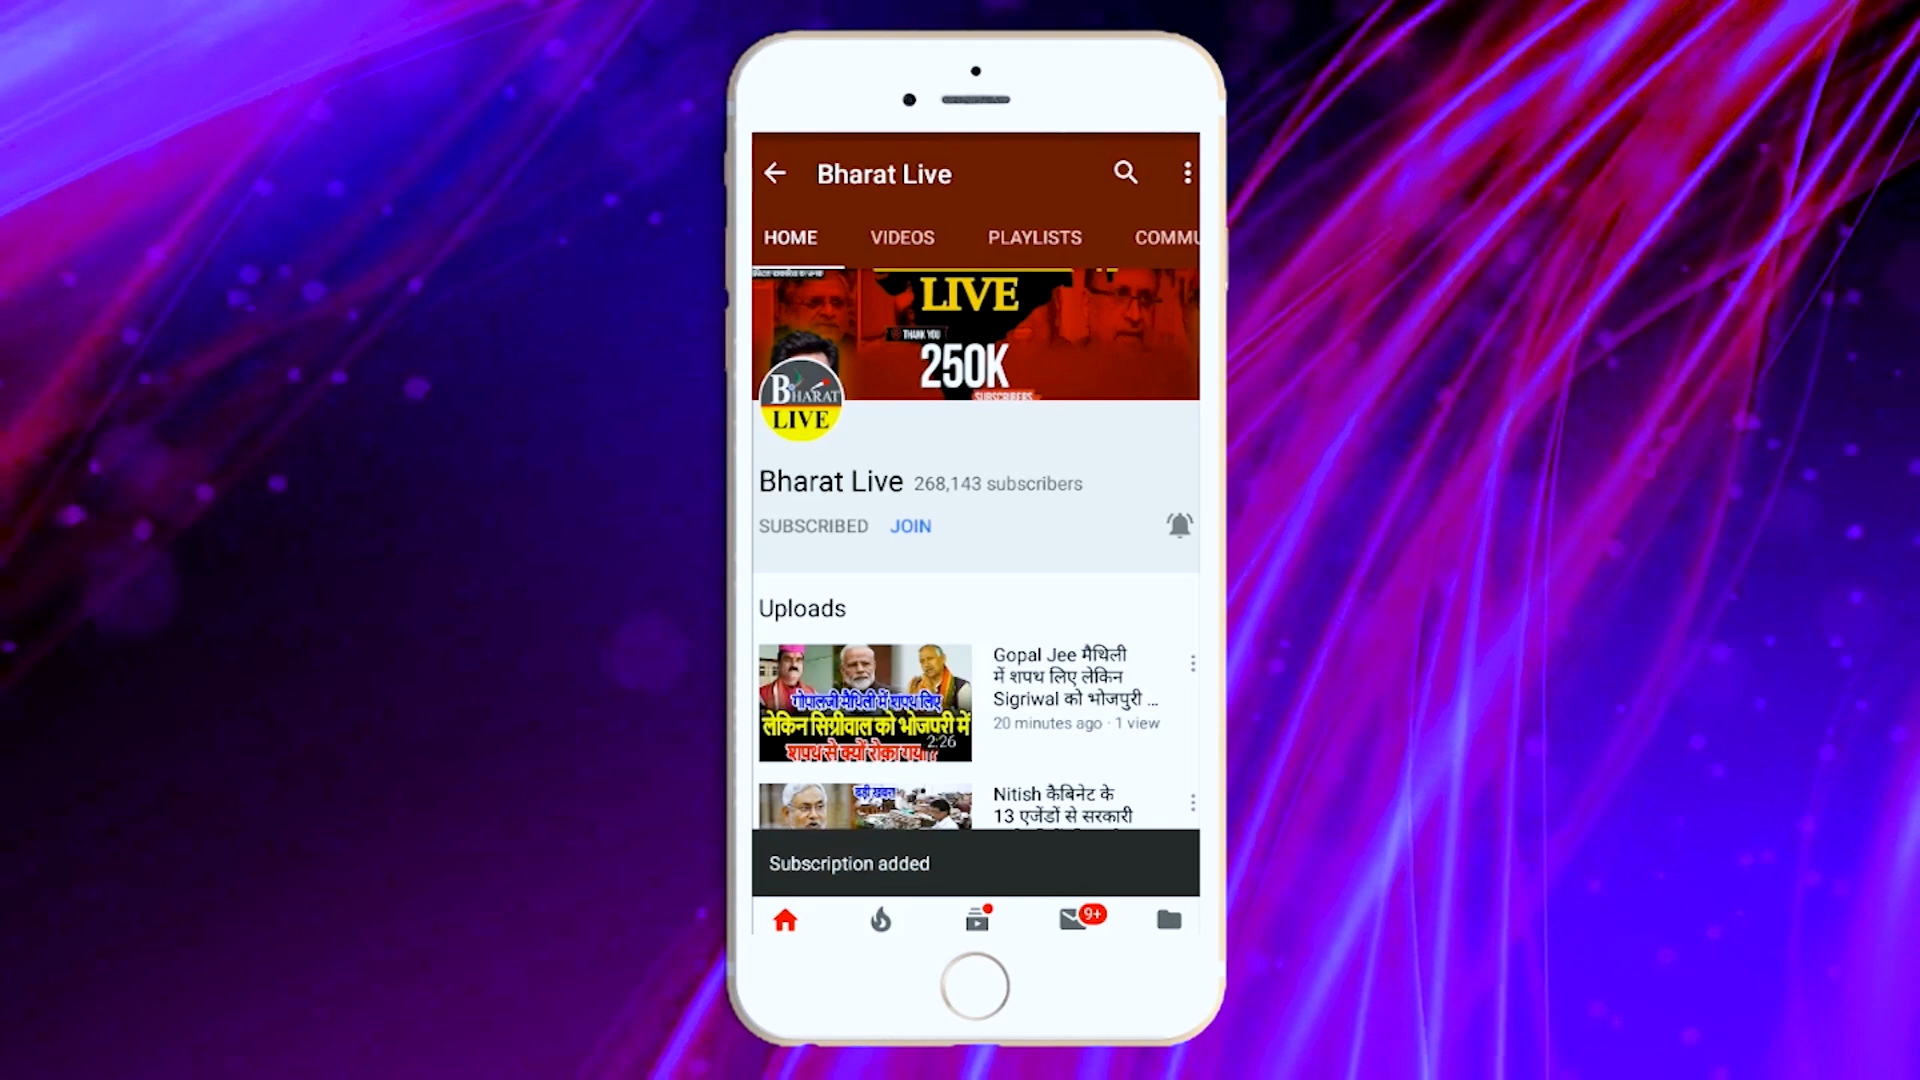 Bharat Live
HOME VIDEOS PLAYLISTS COMMU
LIVE
THANK YOU
250K
SUBSCRIBERS
BHARAT
LIVE
Bharat Live 268,143 subscribers
SUBSCRIBED JOIN
Uploads
गोपालजी मैथिली में शपथ लिए
लेकिन सिग्रीवाल को भोजपुरी में
शपथ से क्यों रोका गया
2:26
Gopal Jee मैथिली
में शपथ लिए लेकिन
Sigriwal को भोजपुरी ...
20 minutes ago · 1 view
बड़ी खबर
Nitish कैबिनेट के
13 एजेंडों से सरकारी
Subscription added
9+